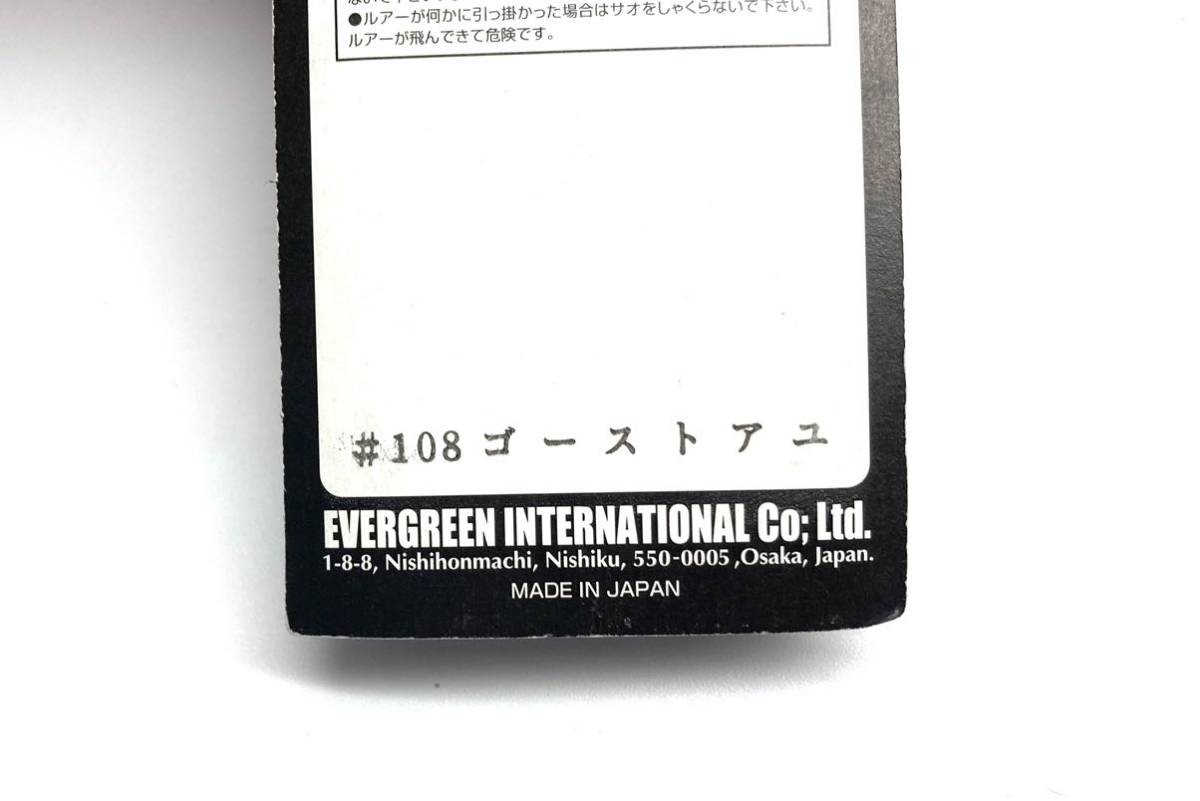 ●ルアーが何かに引っ掛かった場合はサオをしゃくらないで下さい。
ルアーが飛んできて危険です。
#108 ゴーストアユ
EVERGREEN INTERNATIONAL Co; Ltd.
1-8-8, Nishihonmachi, Nishiku, 550-0005 ,Osaka, Japan.
MADE IN JAPAN